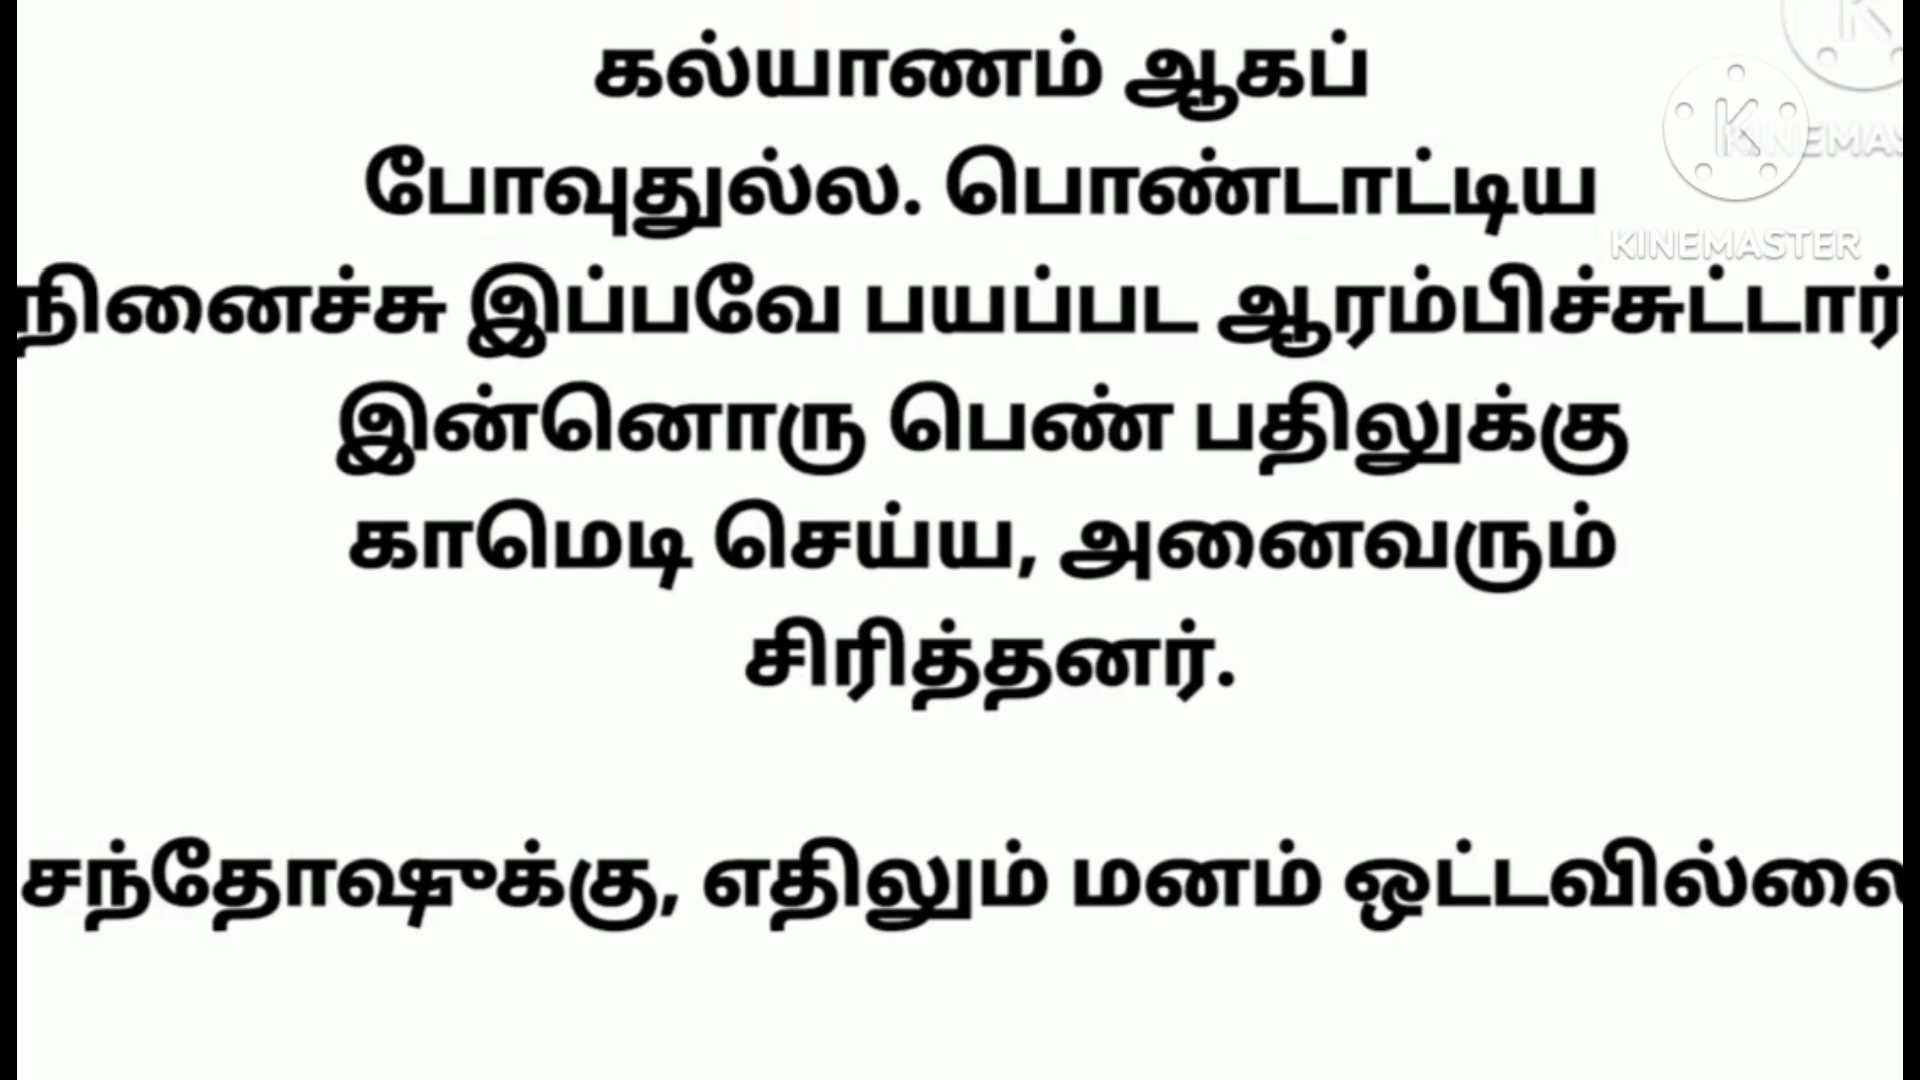 கல்யாணம் ஆகப்
போவுதுல்ல. பொண்டாட்டிய
நினைச்சு இப்பவே பயப்பட ஆரம்பிச்சுட்டார்
இன்னொரு பெண் பதிலுக்கு
காமெடி செய்ய, அனைவரும்
சிரித்தனர்.
சந்தோஷுக்கு, எதிலும் மனம் ஒட்டவில்லை
KINEMAS
KINEMASTER